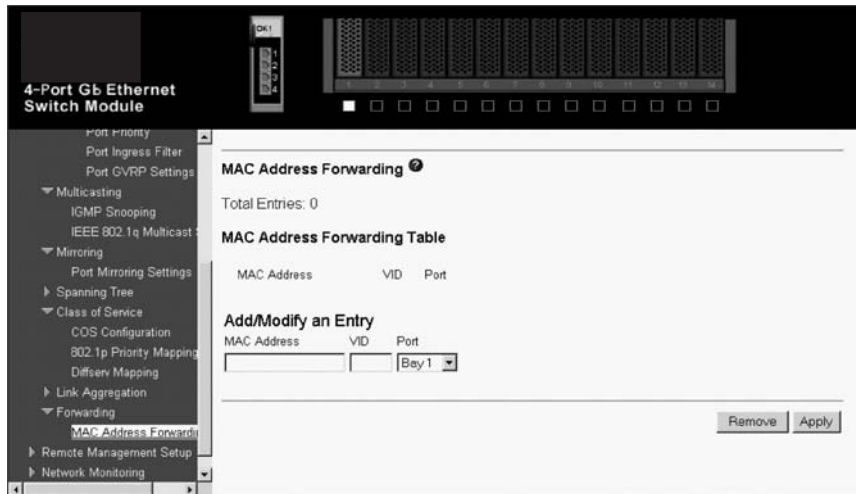 OK!
1
2
3
4
4-Port Gb Ethernet
Switch Module
1 2 3 4 5 6 7 8 9 10 11 12 13 14
Port Priority
Port Ingress Filter
Port GVRP Settings
Multicasting
IGMP Snooping
IEEE 802.1q Multicast
Mirroring
Port Mirroring Settings
Spanning Tree
Class of Service
COS Configuration
802.1p Priority Mapping
Diffserv Mapping
Link Aggregation
Forwarding
MAC Address Forwardi
Remote Management Setup
Network Monitoring
MAC Address Forwarding ?
Total Entries: 0
MAC Address Forwarding Table
MAC Address VID Port
Add/Modify an Entry
MAC Address VID Port
Bay 1
Remove Apply